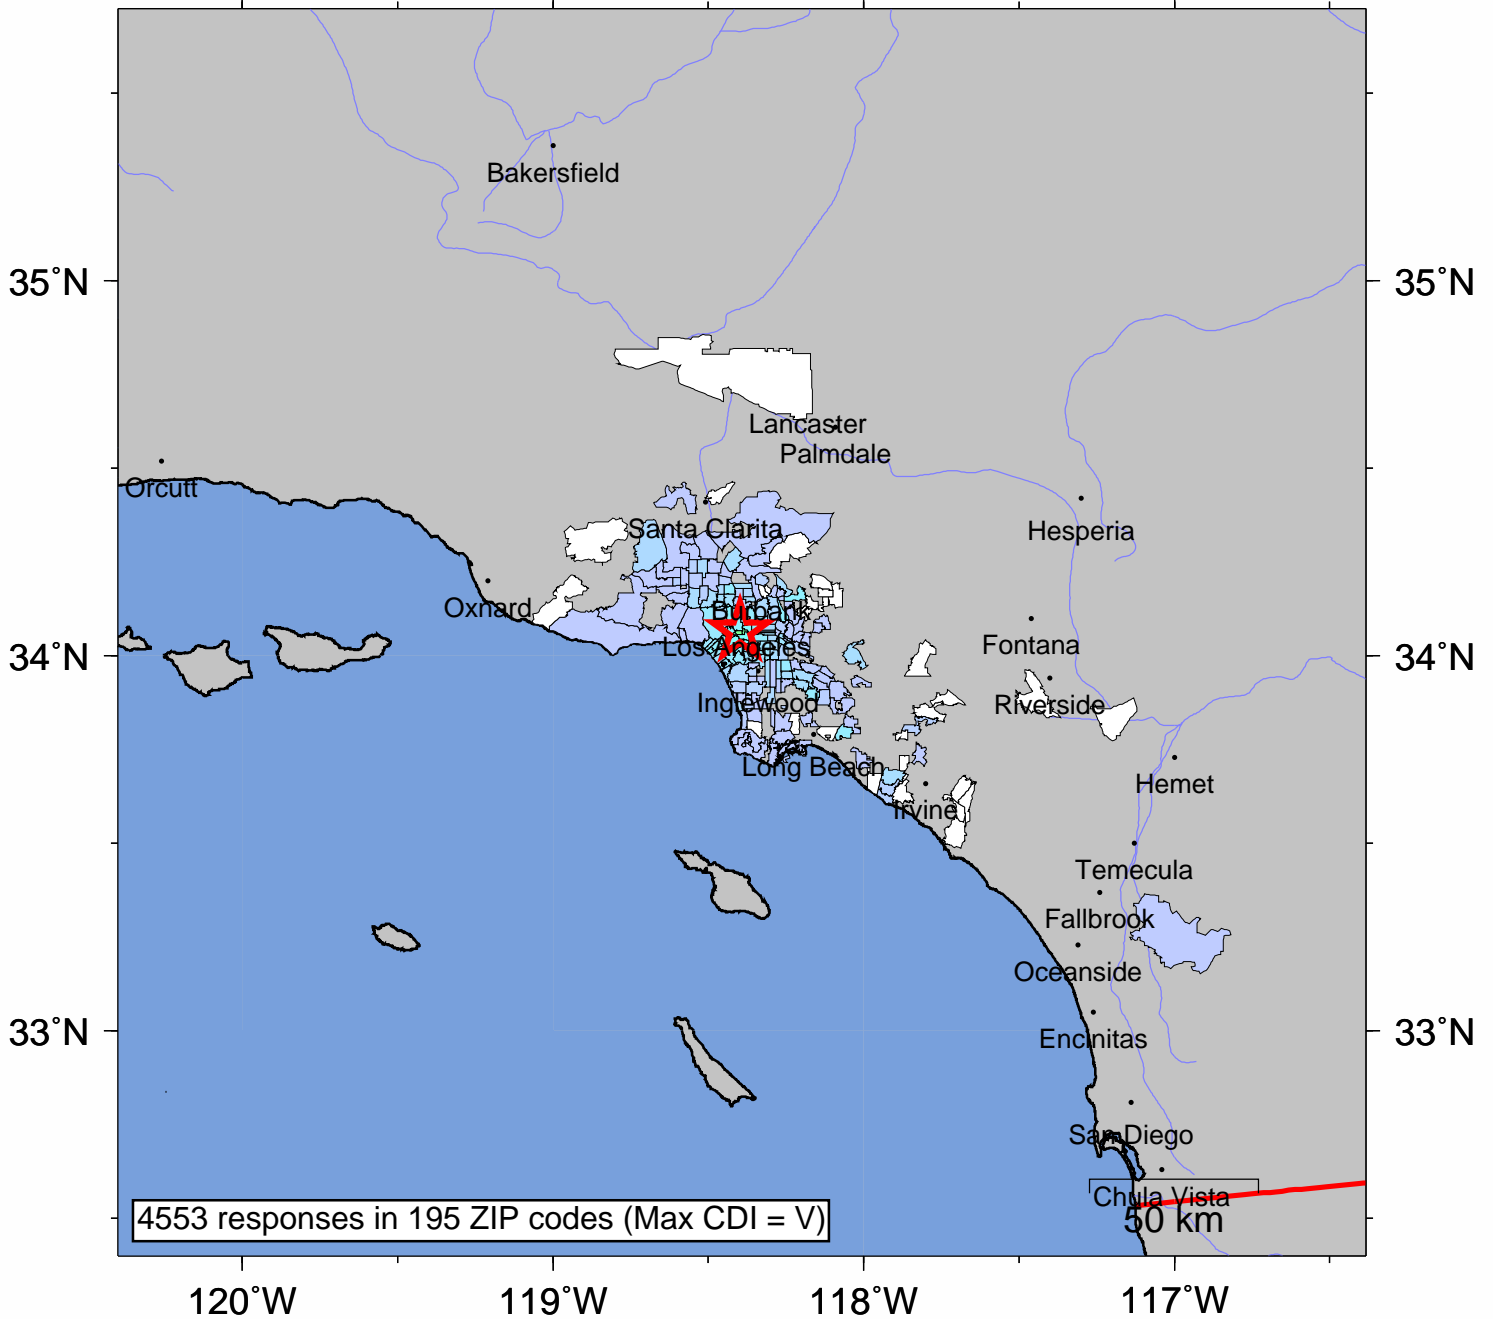 Bakersfield
35°N
35°N
Lancaster
Palmdale
Orcutt
Santa Clarita
Hesperia
Oxnard
Burbank
Fontana
34°N
Los Angeles
34°N
Inglewood
Riverside
Long Beach
Hemet
Irvine
Temecula
Fallbrook
Oceanside
33°N
Encinitas
33°N
San Diego
Chula Vista
50 km
4553 responses in 195 ZIP codes (Max CDI = V)
120°W
119°W
118°W
117°W